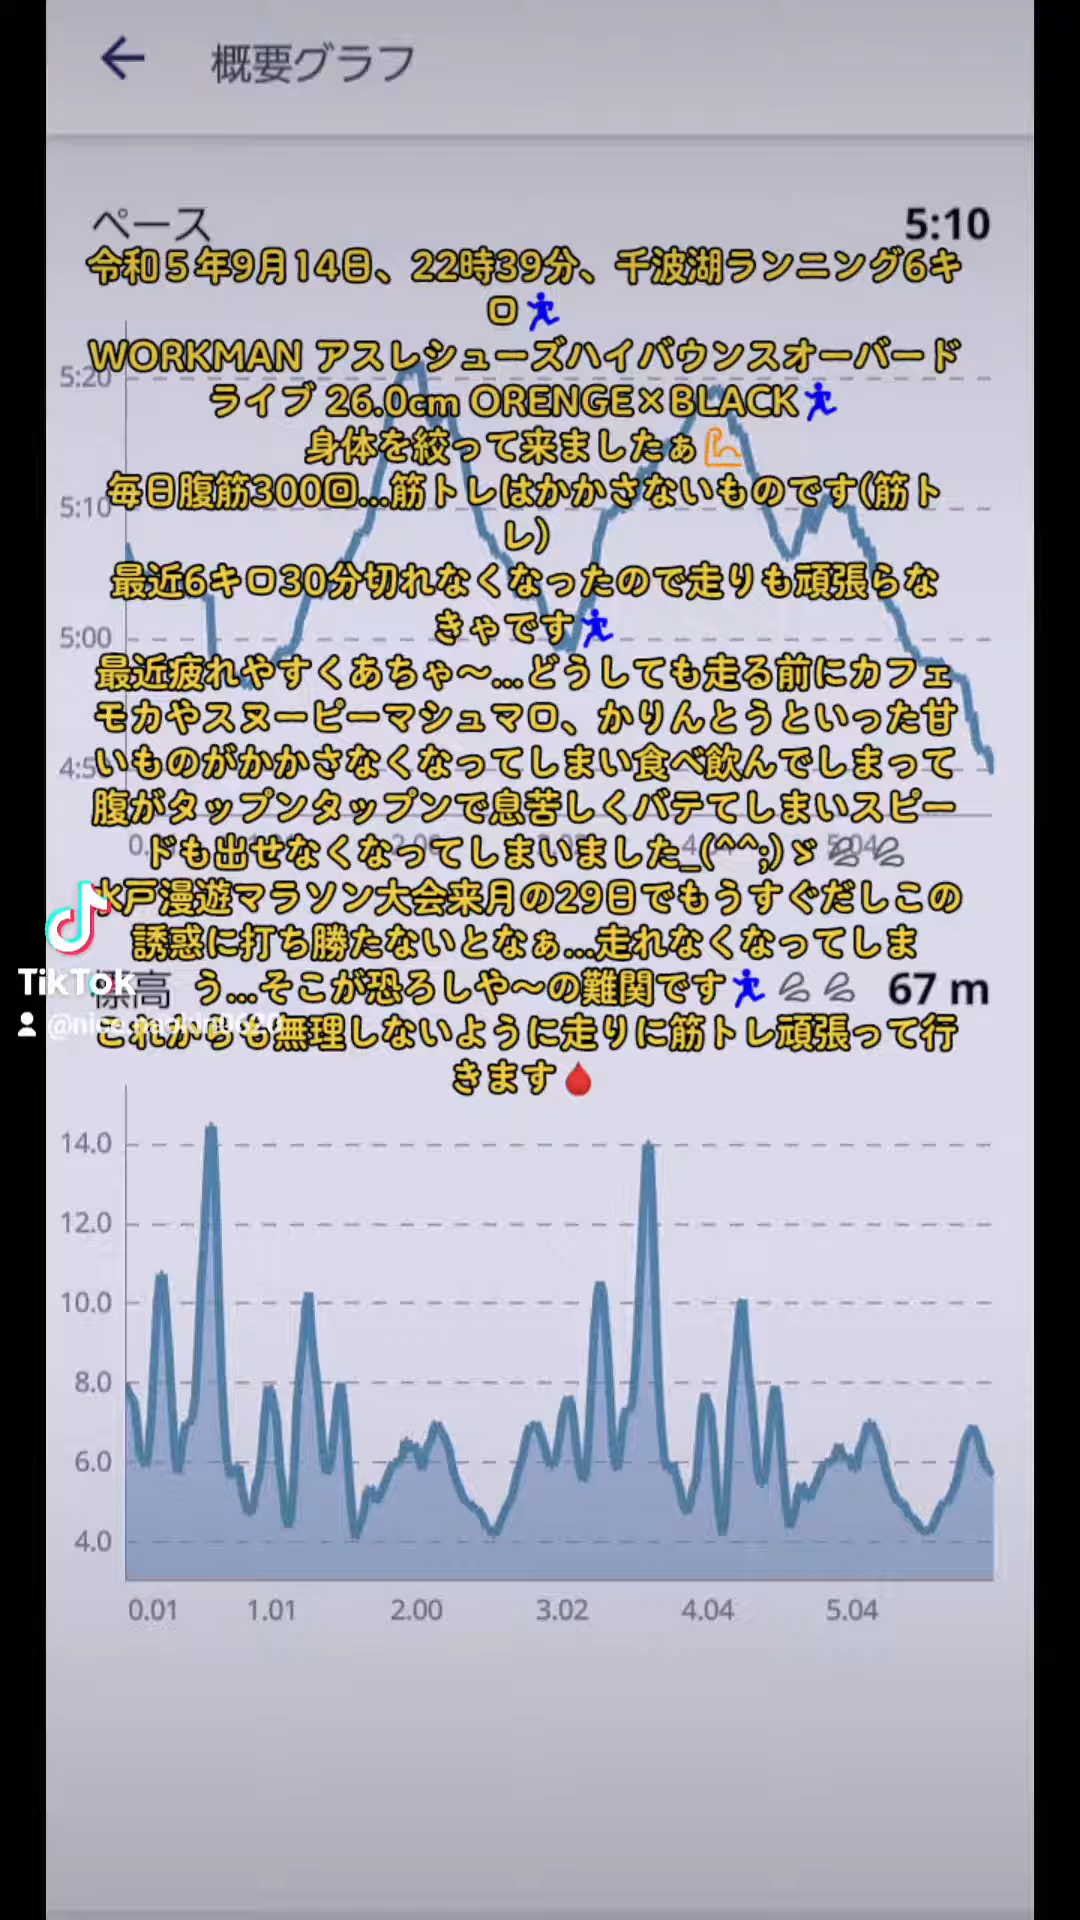 概要グラフ
ペース 5:10
令和５年9月14日、22時39分、千波湖ランニング6キ
ロ🏃
WORKMAN アスレシューズハイバウンスオーバード
ライブ 26.0cm ORENGE×BLACK🏃
身体を絞って来ましたぁ💪
毎日腹筋300回...筋トレはかかさないものです(筋ト
レ)
最近6キロ30分切れなくなったので走りも頑張らな
きゃです🏃
最近疲れやすくあちゃ〜...どうしても走る前にカフェ
モカやスヌーピーマシュマロ、かりんとうといった甘
いものがかかさなくなってしまい食べ飲んでしまって
腹がタップンタップンで息苦しくバテてしまいスピー
ドも出せなくなってしまいました_(^^;)ゞ💦💦
水戸漫遊マラソン大会来月の29日でもうすぐだしこの
誘惑に打ち勝たないとなぁ...走れなくなってしま
う...そこが恐ろしや〜の難関です🏃💦💦
これからも無理しないように走りに筋トレ頑張って行
きます🩸
5:20
5:10
5:00
2.00
5.04
TikTok
標高 67 m
14.0
12.0
10.0
8.0
6.0
4.0
0.01 1.01 2.00 3.02 4.04 5.04